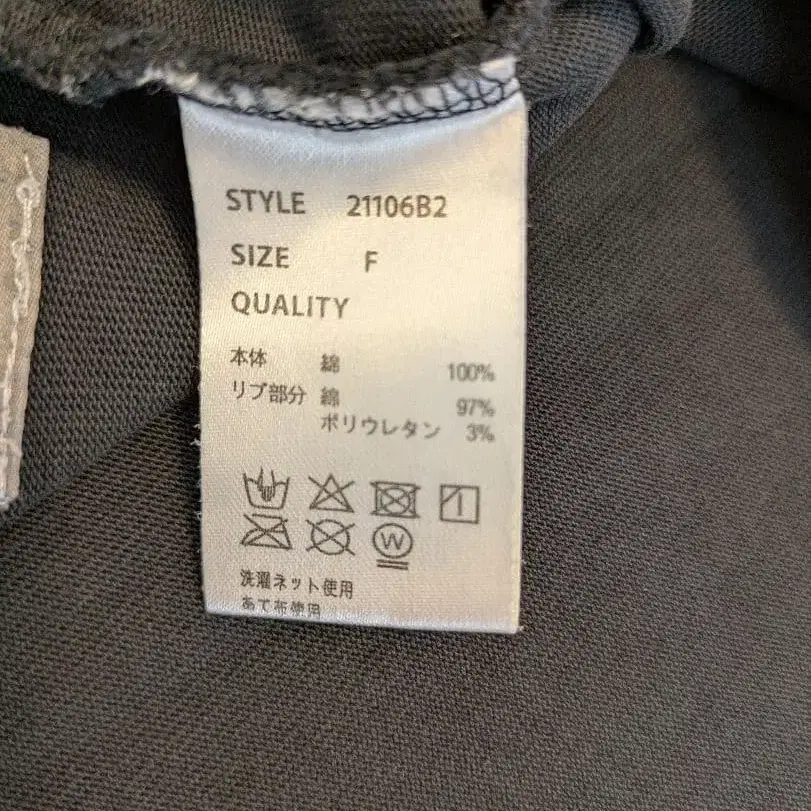 STYLE 21106B2
SIZE F
QUALITY
本体 綿 100%
リブ部分 綿 97%
ポリウレタン 3%
W
洗濯ネット使用
あて布使用